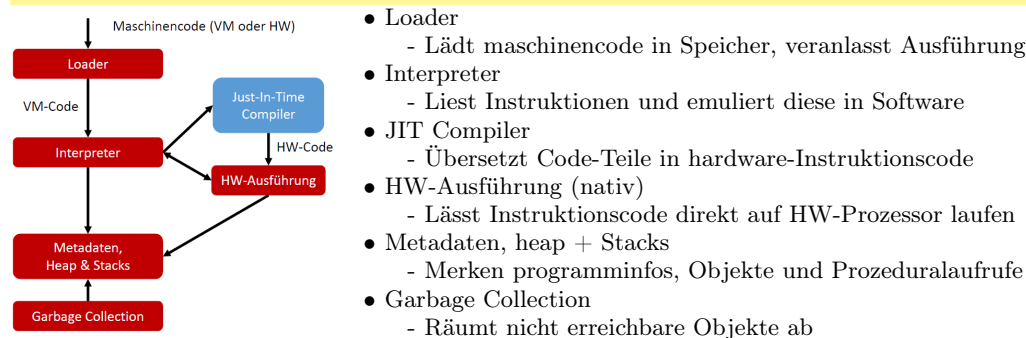 Maschinencode (VM oder HW)
Loader
VM-Code
Just-In-Time
Compiler
HW-Code
Interpreter
HW-Ausführung
Metadaten,
Heap & Stacks
Garbage Collection
• Loader
- Lädt maschinencode in Speicher, veranlasst Ausführung
• Interpreter
- Liest Instruktionen und emuliert diese in Software
• JIT Compiler
- Übersetzt Code-Teile in hardware-Instruktionscode
• HW-Ausführung (nativ)
- Lässt Instruktionscode direkt auf HW-Prozessor laufen
• Metadaten, heap + Stacks
- Merken programminfos, Objekte und Prozeduralaufrufe
• Garbage Collection
- Räumt nicht erreichbare Objekte ab